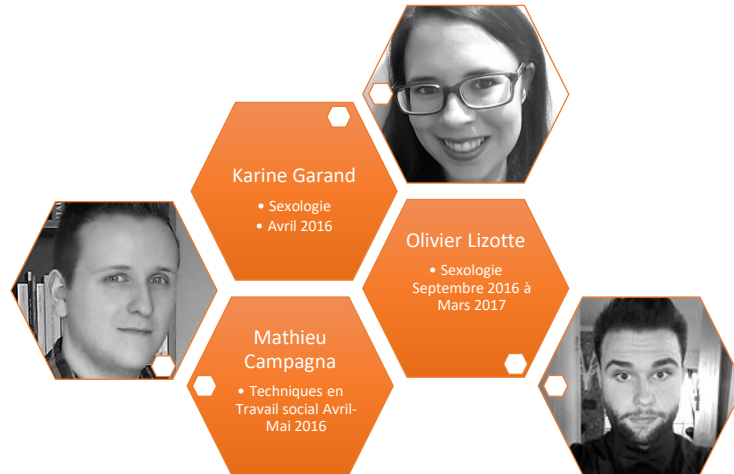 Karine Garand
• Sexologie
• Avril 2016
Olivier Lizotte
• Sexologie
Septembre 2016 à
Mars 2017
Mathieu
Campagna
• Techniques en
Travail social Avril-
Mai 2016